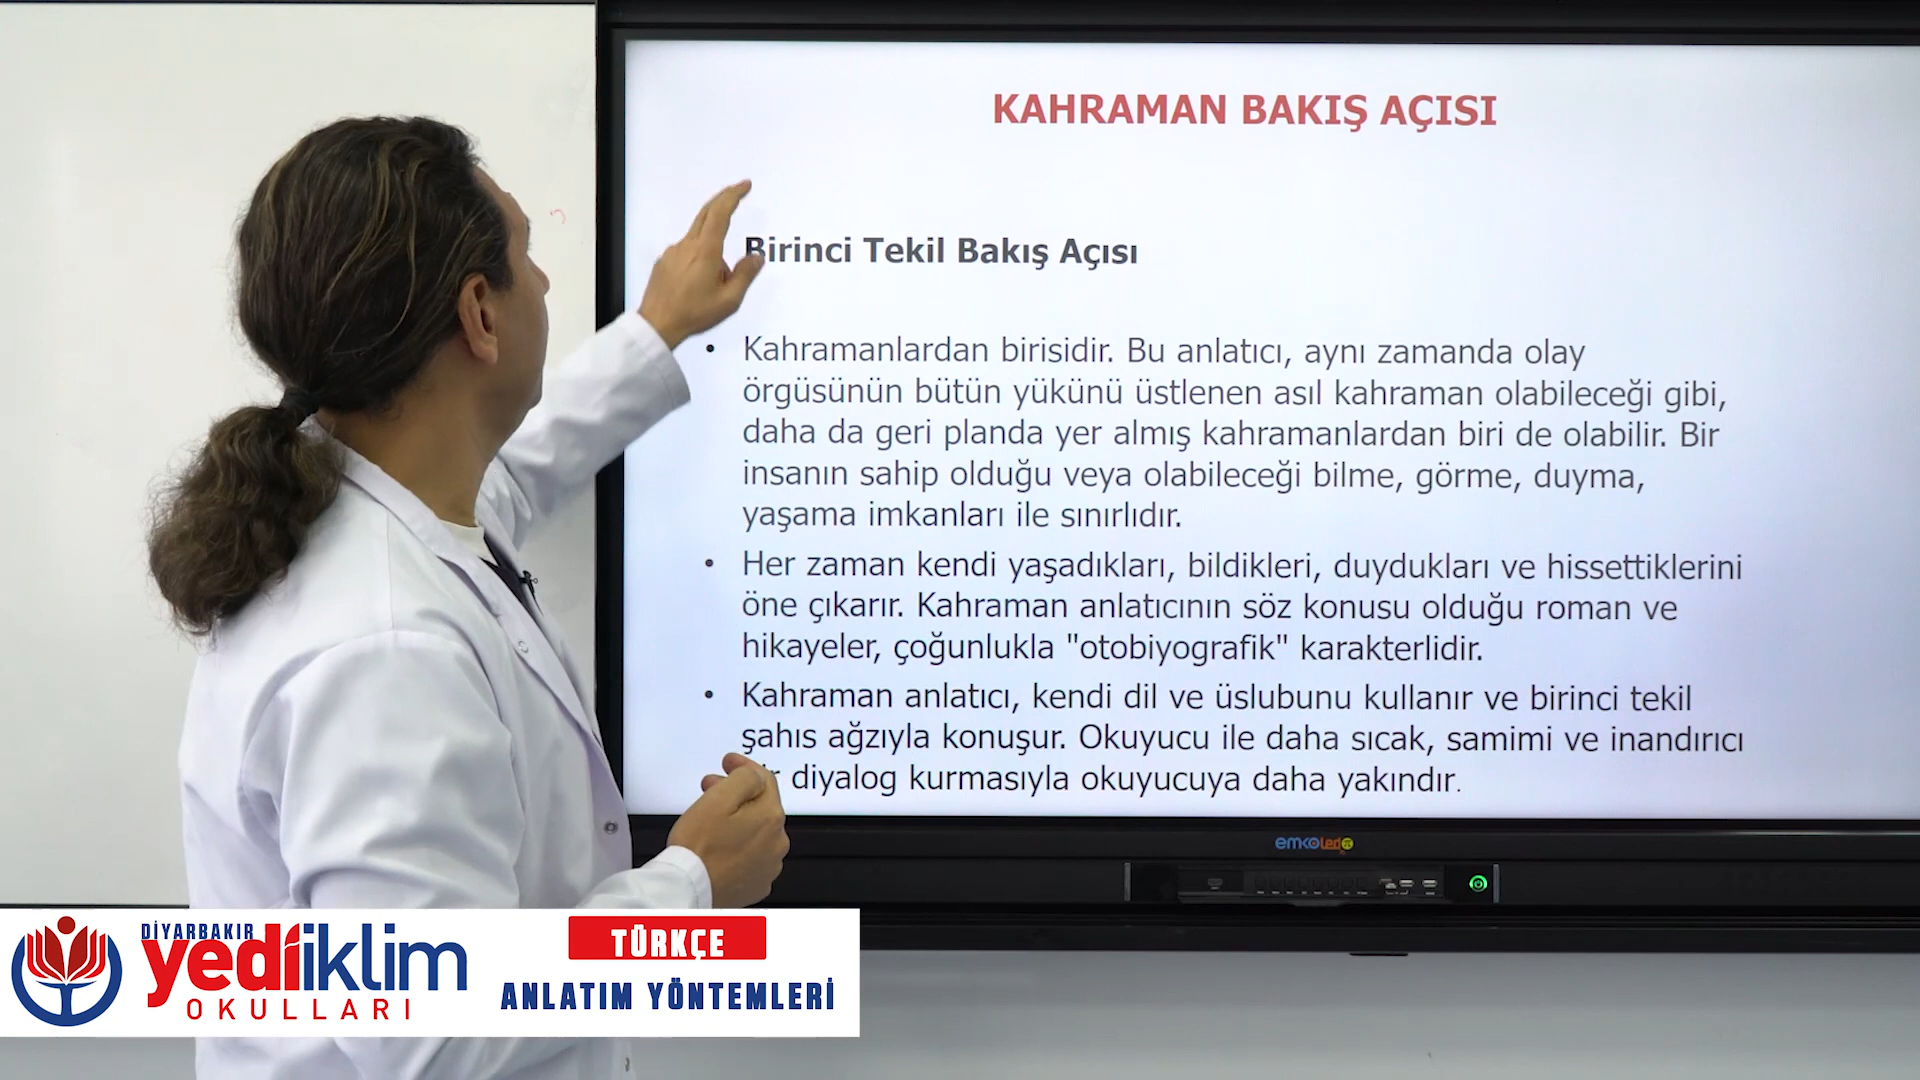 KAHRAMAN BAKIŞ AÇISI
Birinci Tekil Bakış Açısı
• Kahramanlardan birisidir. Bu anlatıcı, aynı zamanda olay
örgüsünün bütün yükünü üstlenen asıl kahraman olabileceği gibi,
daha da geri planda yer almış kahramanlardan biri de olabilir. Bir
insanın sahip olduğu veya olabileceği bilme, görme, duyma,
yaşama imkanları ile sınırlıdır.
• Her zaman kendi yaşadıkları, bildikleri, duydukları ve hissettiklerini
öne çıkarır. Kahraman anlatıcının söz konusu olduğu roman ve
hikayeler, çoğunlukla "otobiyografik" karakterlidir.
• Kahraman anlatıcı, kendi dil ve üslubunu kullanır ve birinci tekil
şahıs ağzıyla konuşur. Okuyucu ile daha sıcak, samimi ve inandırıcı
diyalog kurmasıyla okuyucuya daha yakındır.
emkoled
DİYARBAKIR
yediiklim
OKULLARI
TÜRKÇE
ANLATIM YÖNTEMLERİ